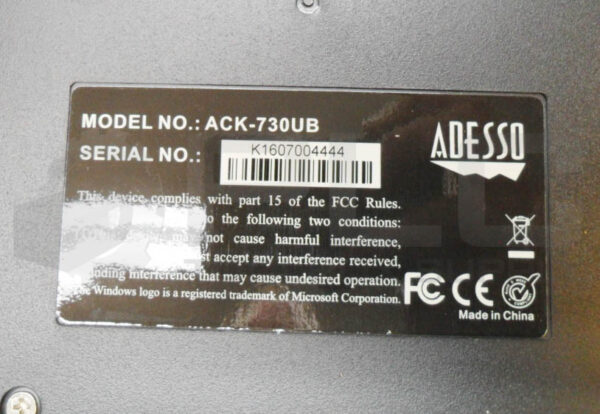 MODEL NO.: ACK-730UB
ADESSO
SERIAL NO.: K1607004444
This device complies with part 15 of the FCC Rules.
to the following two conditions:
may not cause harmful interference,
accept any interference received,
interference that may cause undesired operation.
The Windows logo is a registered trademark of Microsoft Corporation.
FC CE
Made in China